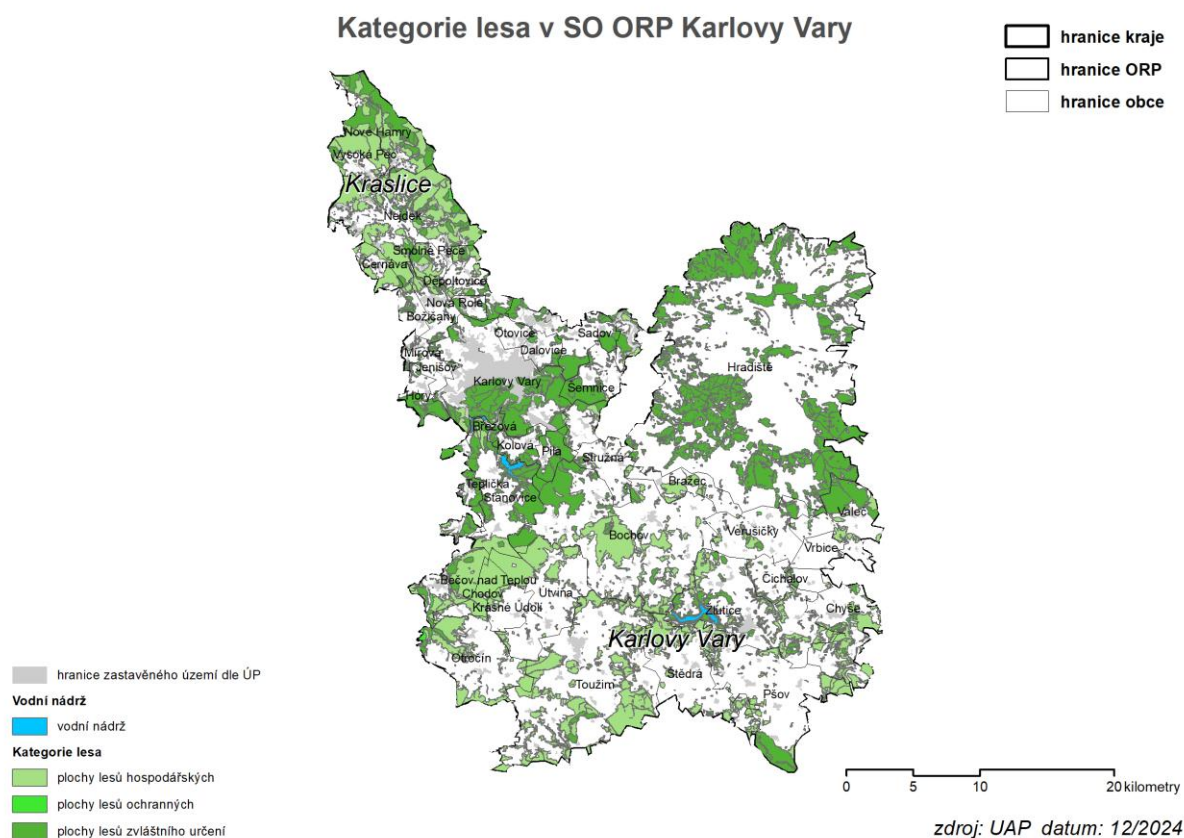 Kategorie lesa v SO ORP Karlovy Vary
hranice kraje
hranice ORP
hranice obce
Nové Hamry
Vysoká Pec
Kraslice
Nejdek
Smolné Pece
Černava
Děpoltovice
Nová Role
Božičany
Otovice
Sadov
Dalovice
Mírová
Jenišov
Hradiště
Karlovy Vary
Šemnice
Hory
Březová
Kolová
Pila
Stružná
Teplička
Bražec
Stanovice
Valeč
Bochov
Verušičky
Vrbice
Bečov nad Teplou
Čichalov
Chodov
Útvina
Krásné Údolí
Žlutice
Chyše
Karlovy Vary
Otročín
Štědrá
Toužim
Pšov
hranice zastavěného území dle ÚP
Vodní nádrž
vodní nádrž
Kategorie lesa
plochy lesů hospodářských
plochy lesů ochranných
plochy lesů zvláštního určení
0 5 10 20 kilometry
zdroj: UAP datum: 12/2024